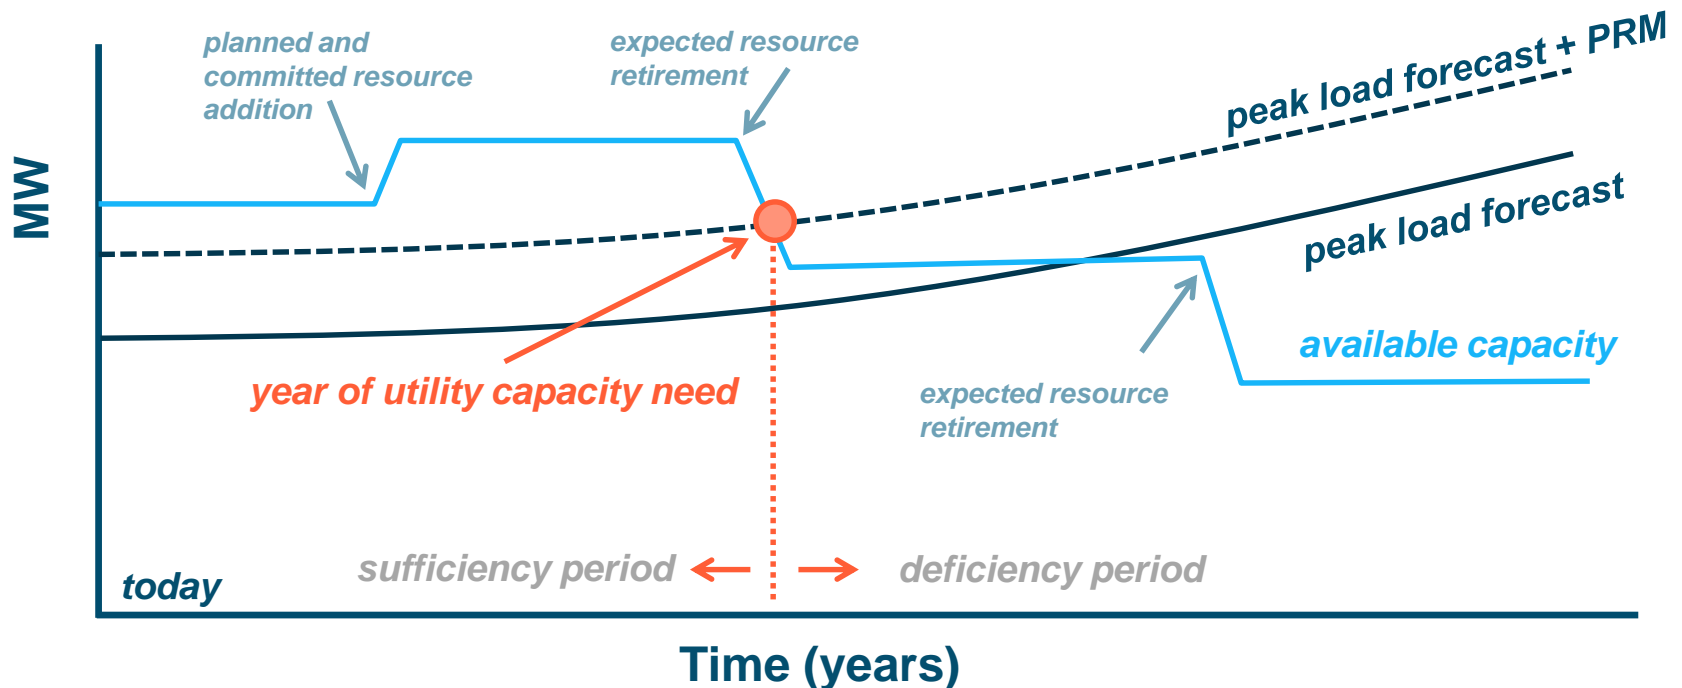 planned and
committed resource
addition
expected resource
retirement
peak load forecast + PRM
MW
peak load forecast
available capacity
year of utility capacity need
expected resource
retirement
sufficiency period
deficiency period
today
Time (years)